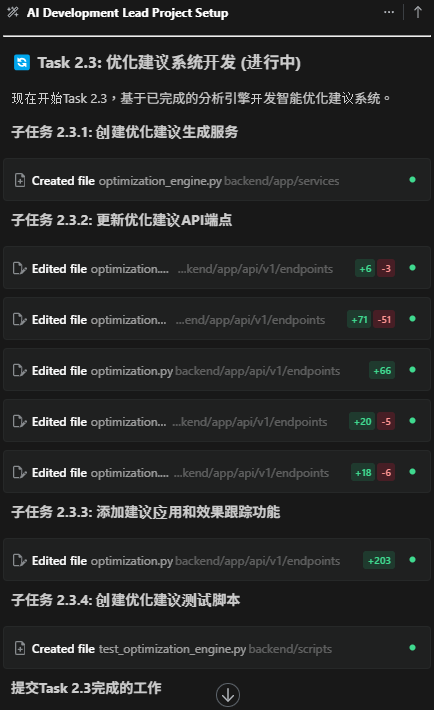 AI Development Lead Project Setup
Task 2.3: 优化建议系统开发 (进行中)
现在开始Task 2.3，基于已完成的分析引擎开发智能优化建议系统。
子任务 2.3.1: 创建优化建议生成服务
Created file optimization_engine.py backend/app/services
子任务 2.3.2: 更新优化建议API端点
Edited file optimization.... ...kend/app/api/v1/endpoints +6 -3
Edited file optimization.... ...end/app/api/v1/endpoints +71 -51
Edited file optimization.py backend/app/api/v1/endpoints +66
Edited file optimization.... ...kend/app/api/v1/endpoints +20 -5
Edited file optimization.... ...kend/app/api/v1/endpoints +18 -6
子任务 2.3.3: 添加建议应用和效果跟踪功能
Edited file optimization.py backend/app/api/v1/endpoints +203
子任务 2.3.4: 创建优化建议测试脚本
Created file test_optimization_engine.py backend/scripts
提交Task 2.3完成的工作